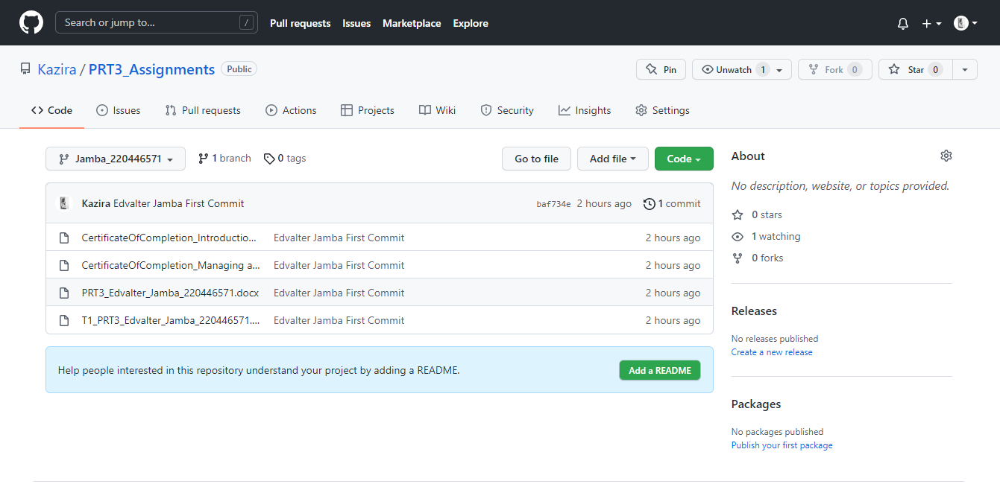 Search or jump to... /
Pull requests Issues Marketplace Explore
Kazira / PRT3_Assignments Public
Pin Unwatch 1 Fork 0 Star 0
Code Issues Pull requests Actions Projects Wiki Security Insights Settings
Jamba_220446571 1 branch 0 tags Go to file Add file Code
Kazira Edvalter Jamba First Commit baf734e 2 hours ago 1 commit
CertificateOfCompletion_Introductio... Edvalter Jamba First Commit 2 hours ago
CertificateOfCompletion_Managing a... Edvalter Jamba First Commit 2 hours ago
PRT3_Edvalter_Jamba_220446571.docx Edvalter Jamba First Commit 2 hours ago
T1_PRT3_Edvalter_Jamba_220446571.... Edvalter Jamba First Commit 2 hours ago
Help people interested in this repository understand your project by adding a README. Add a README
About
No description, website, or topics provided.
0 stars
1 watching
0 forks
Releases
No releases published
Create a new release
Packages
No packages published
Publish your first package